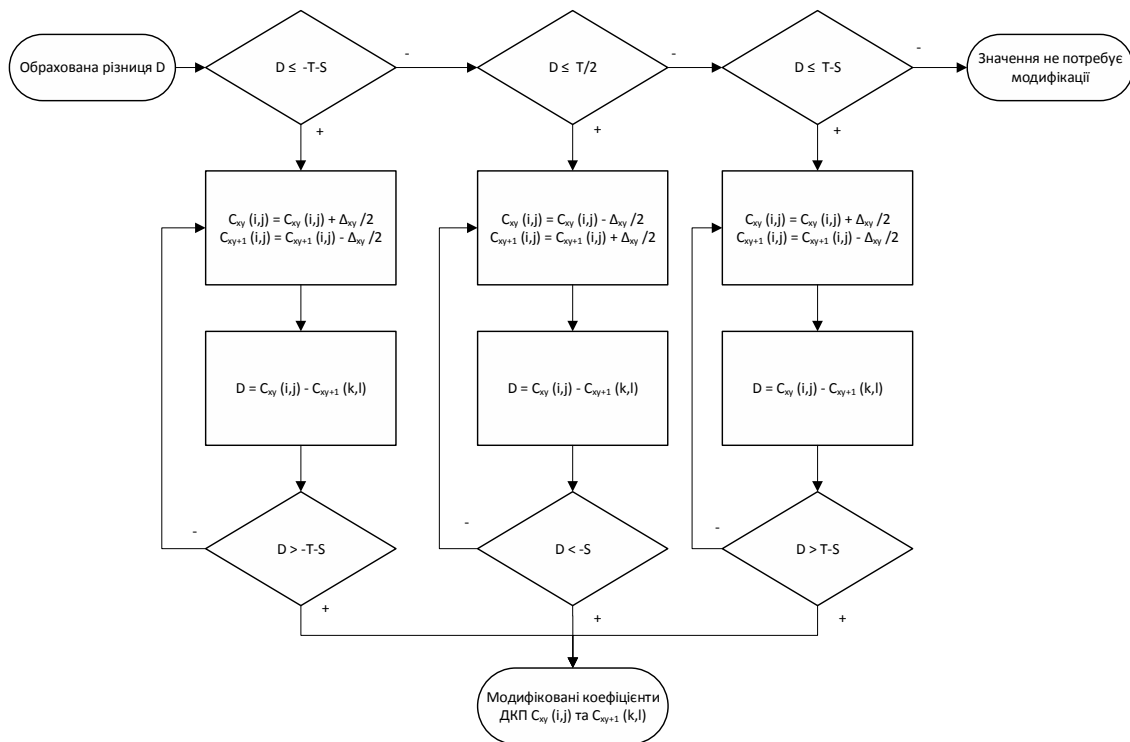 Обрахована різниця D
D ≤ -T-S
-
D ≤ T/2
-
D ≤ T-S
-
Значення не потребує
модифікації
+
+
+
Cxy (i,j) = Cxy (i,j) + Δxy /2
Cxy+1 (i,j) = Cxy+1 (i,j) - Δxy /2
Cxy (i,j) = Cxy (i,j) - Δxy /2
Cxy+1 (i,j) = Cxy+1 (i,j) + Δxy /2
Cxy (i,j) = Cxy (i,j) + Δxy /2
Cxy+1 (i,j) = Cxy+1 (i,j) - Δxy /2
D = Cxy (i,j) - Cxy+1 (k,l)
D = Cxy (i,j) - Cxy+1 (k,l)
D = Cxy (i,j) - Cxy+1 (k,l)
-
D > -T-S
-
D < -S
-
D > T-S
+
+
+
Модифіковані коефіцієнти
ДКП Cxy (i,j) та Cxy+1 (k,l)